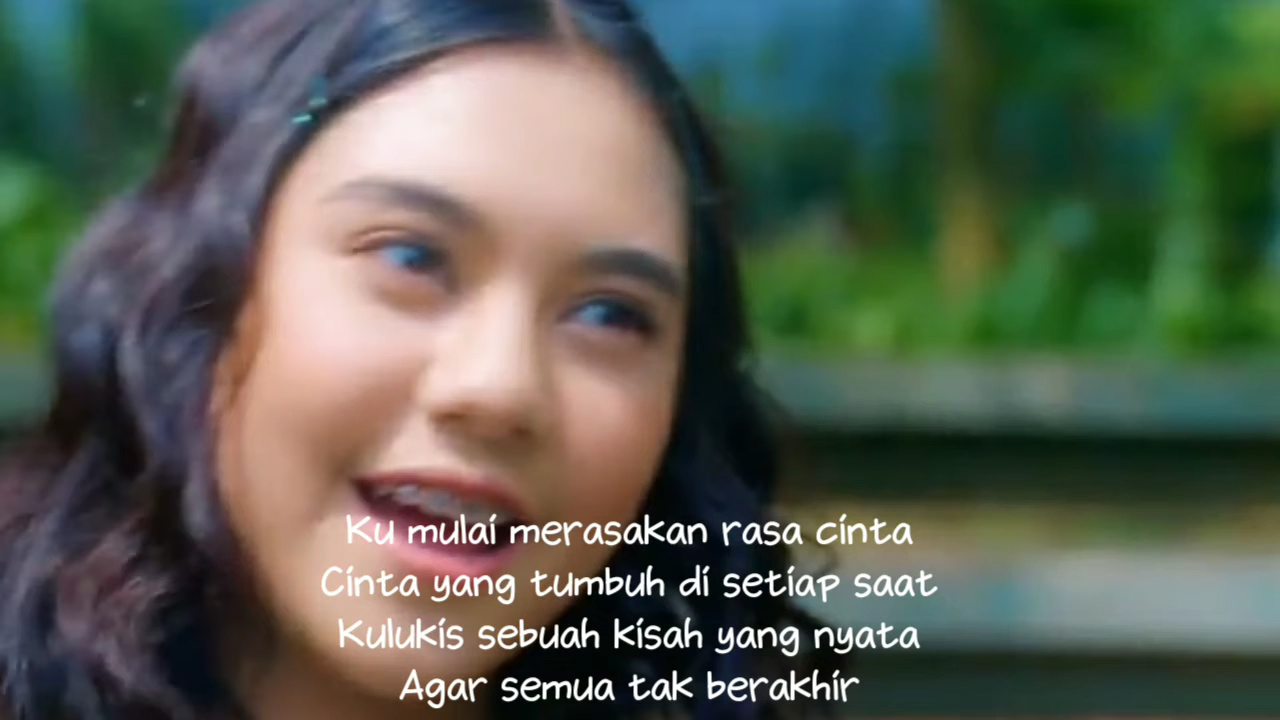 Ku mulai merasakan rasa cinta
Cinta yang tumbuh di setiap saat
Kulukis sebuah kisah yang nyata
Agar semua tak berakhir